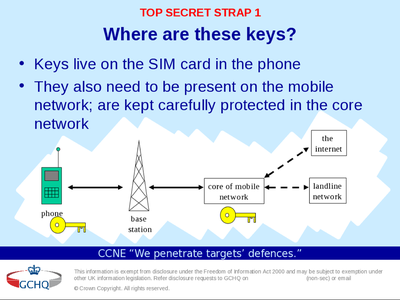 TOP SECRET STRAP 1
Where are these keys?
• Keys live on the SIM card in the phone
• They also need to be present on the mobile
network; are kept carefully protected in the core
network
the
internet
core of mobile
network
landline
network
phone
base
station
CCNE “We penetrate targets’ defences.”
GCHQ
This information is exempt from disclosure under the Freedom of Information Act 2000 and may be subject to exemption under
other UK information legislation. Refer disclosure requests to GCHQ on (non-sec) or email
© Crown Copyright. All rights reserved.